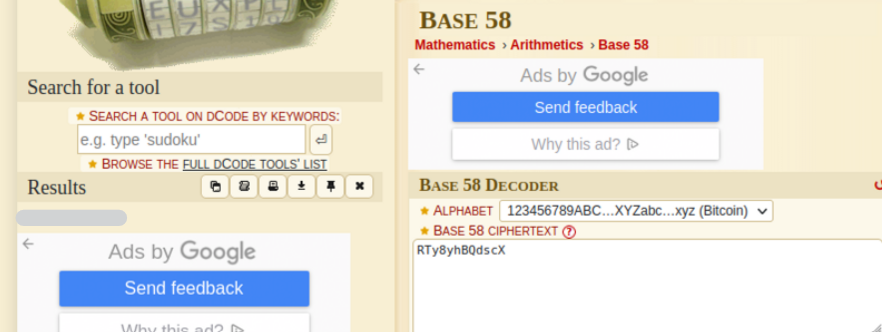 EUXPL
Search for a tool
★ SEARCH A TOOL ON DCODE BY KEYWORDS:
e.g. type 'sudoku'
★ BROWSE THE FULL DCODE TOOLS' LIST
Results
Ads by Google
Send feedback
Why this ad?
BASE 58
Mathematics › Arithmetics › Base 58
Ads by Google
Send feedback
Why this ad?
BASE 58 DECODER
★ ALPHABET 123456789ABC...XYZabc...xyz (Bitcoin)
★ BASE 58 CIPHERTEXT ?
RTy8yhBQdscX